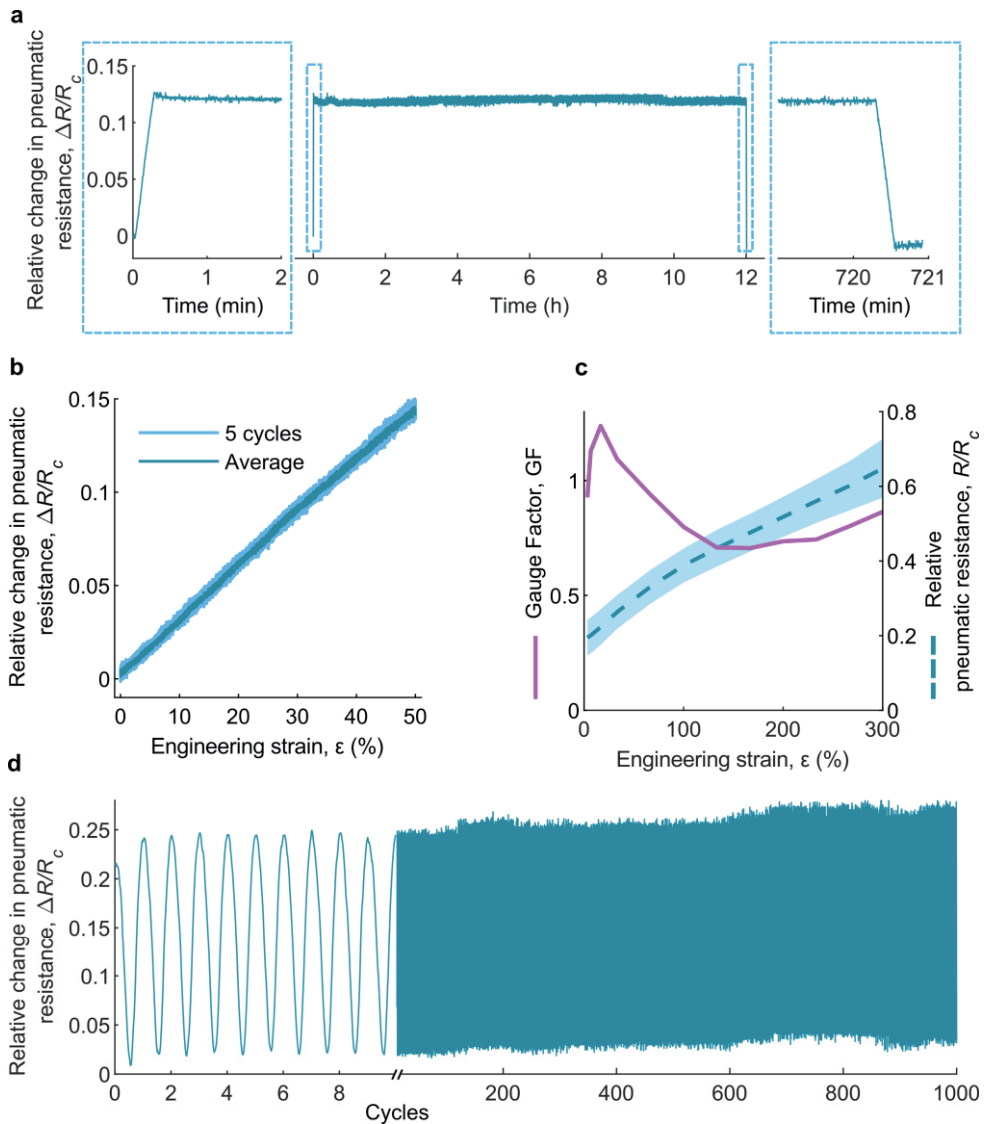 a
Relative change in pneumatic
resistance, ΔR/Rc
0.15
0.1
0.05
0
0 1 2
Time (min)
0 2 4 6 8 10 12
Time (h)
720 721
Time (min)
b
Relative change in pneumatic
resistance, ΔR/Rc
0.15
0.1
0.05
0
5 cycles
Average
0 10 20 30 40 50
Engineering strain, ε (%)
c
Gauge Factor, GF
1
0.5
0
0.8
0.6
0.4
0.2
0
Relative
pneumatic resistance, R/Rc
0 100 200 300
Engineering strain, ε (%)
d
Relative change in pneumatic
resistance, ΔR/Rc
0.25
0.2
0.15
0.1
0.05
0
0 2 4 6 8 200 400 600 800 1000
Cycles